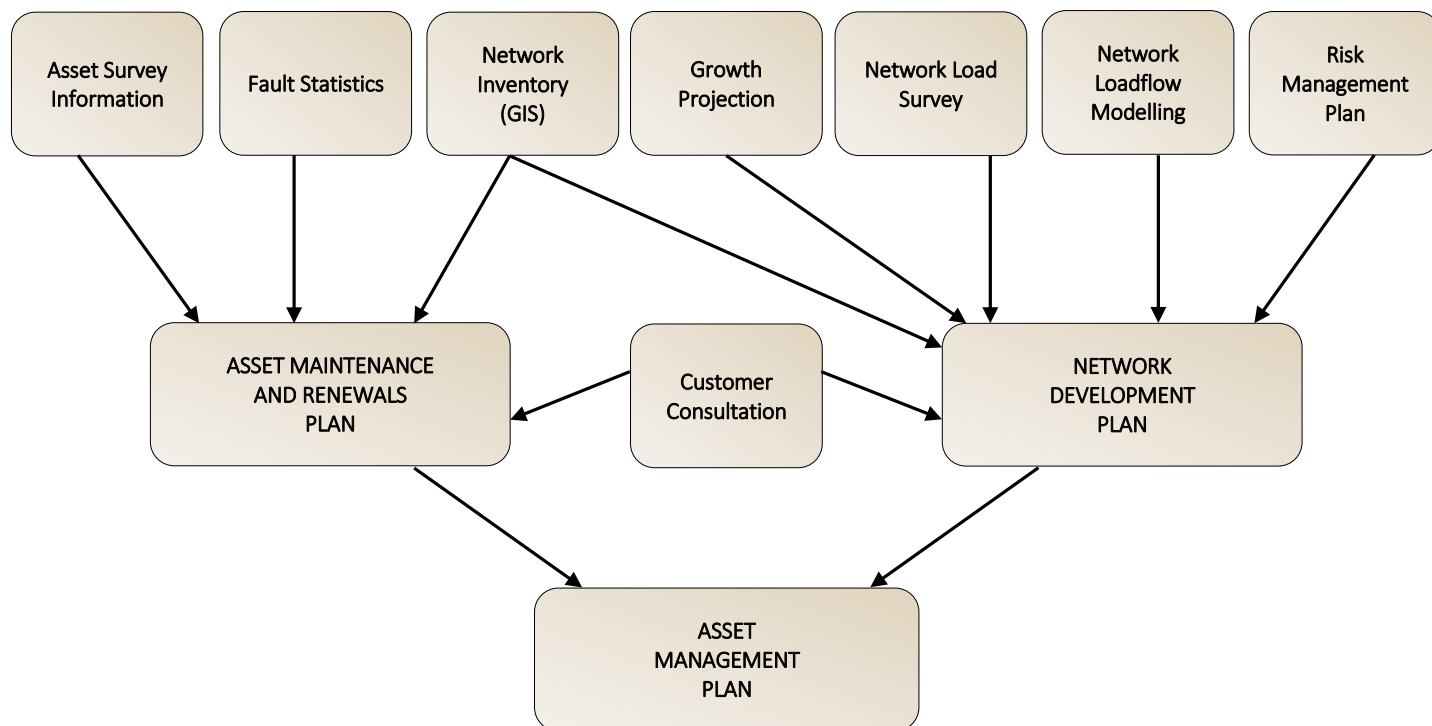 Asset Survey
Information
Fault Statistics
Network
Inventory
(GIS)
Growth
Projection
Network Load
Survey
Network
Loadflow
Modelling
Risk
Management
Plan
ASSET MAINTENANCE
AND RENEWALS
PLAN
Customer
Consultation
NETWORK
DEVELOPMENT
PLAN
ASSET
MANAGEMENT
PLAN